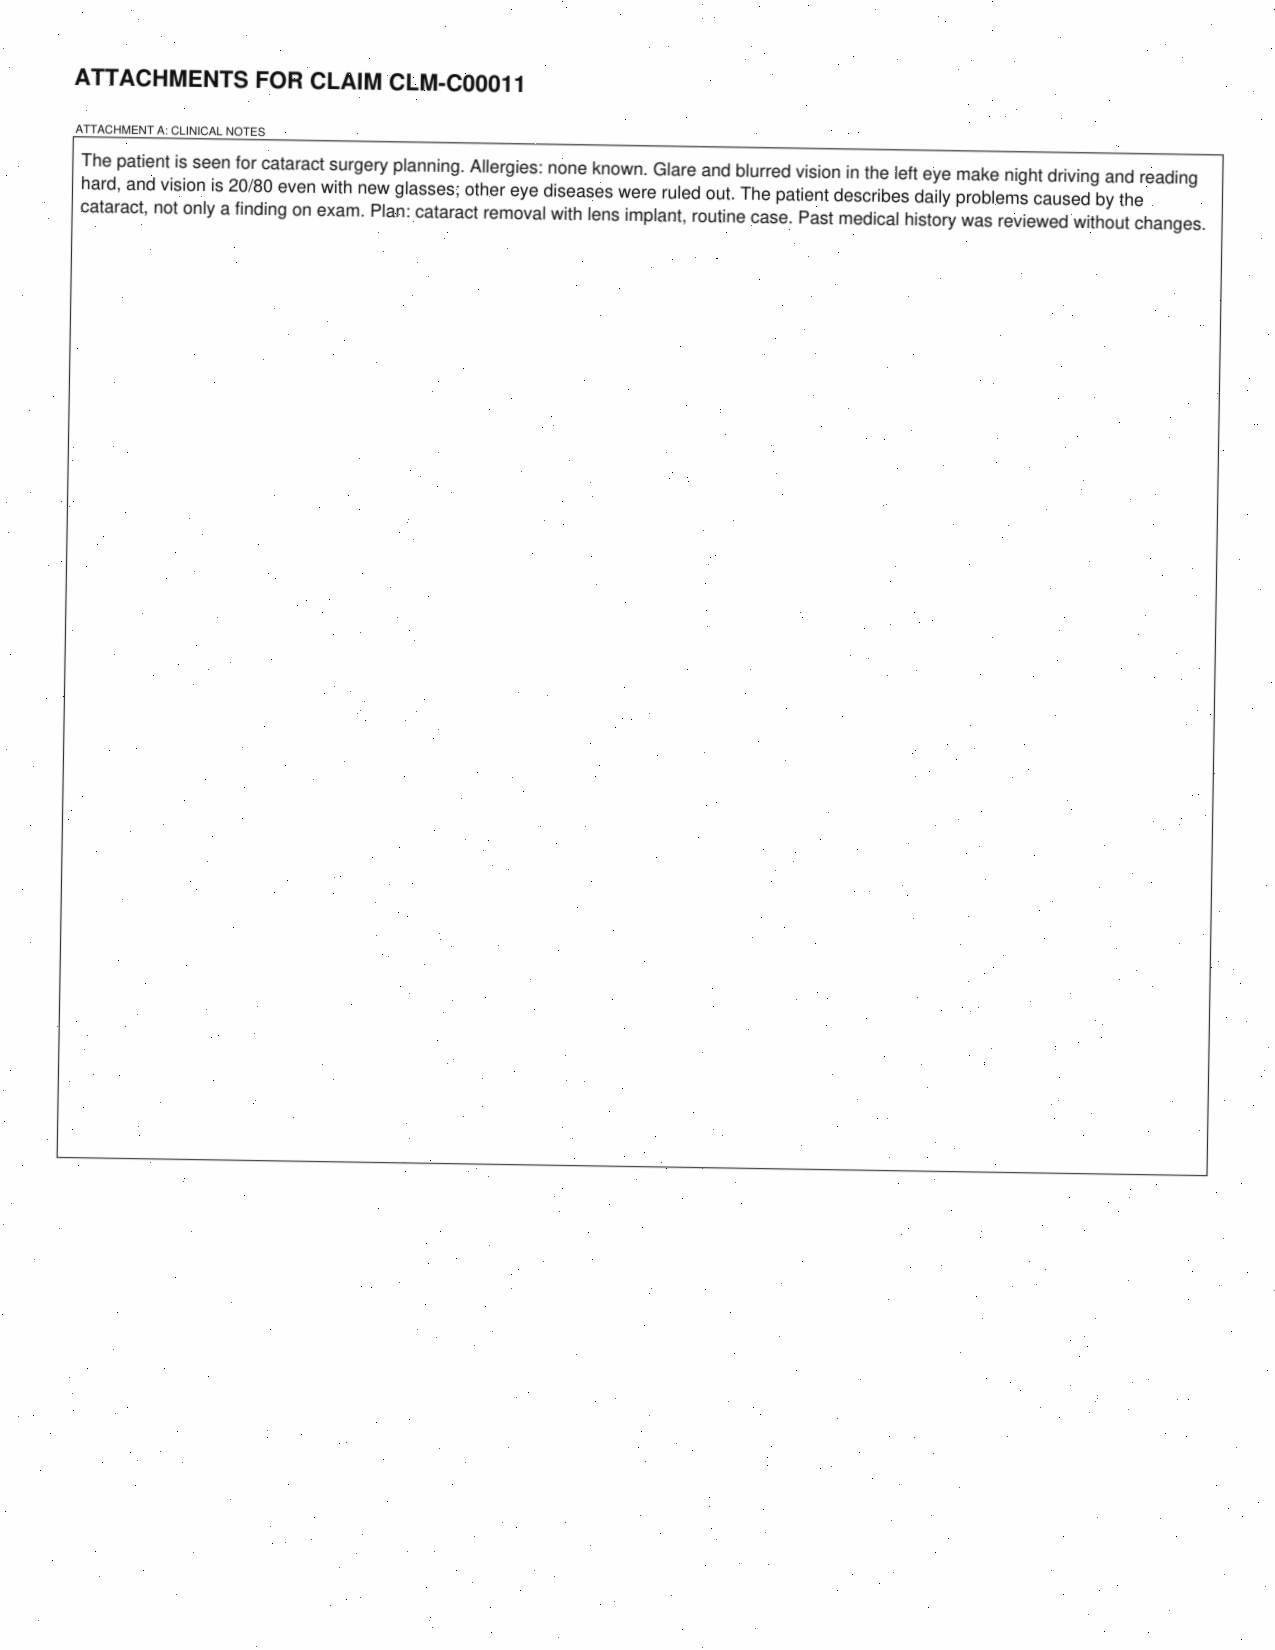 ATTACHMENTS FOR CLAIM CLM-C00011
ATTACHMENT A: CLINICAL NOTES
The patient is seen for cataract surgery planning. Allergies: none known. Glare and blurred vision in the left eye make night driving and reading
hard, and vision is 20/80 even with new glasses; other eye diseases were ruled out. The patient describes daily problems caused by the
cataract, not only a finding on exam. Plan: cataract removal with lens implant, routine case. Past medical history was reviewed without changes.